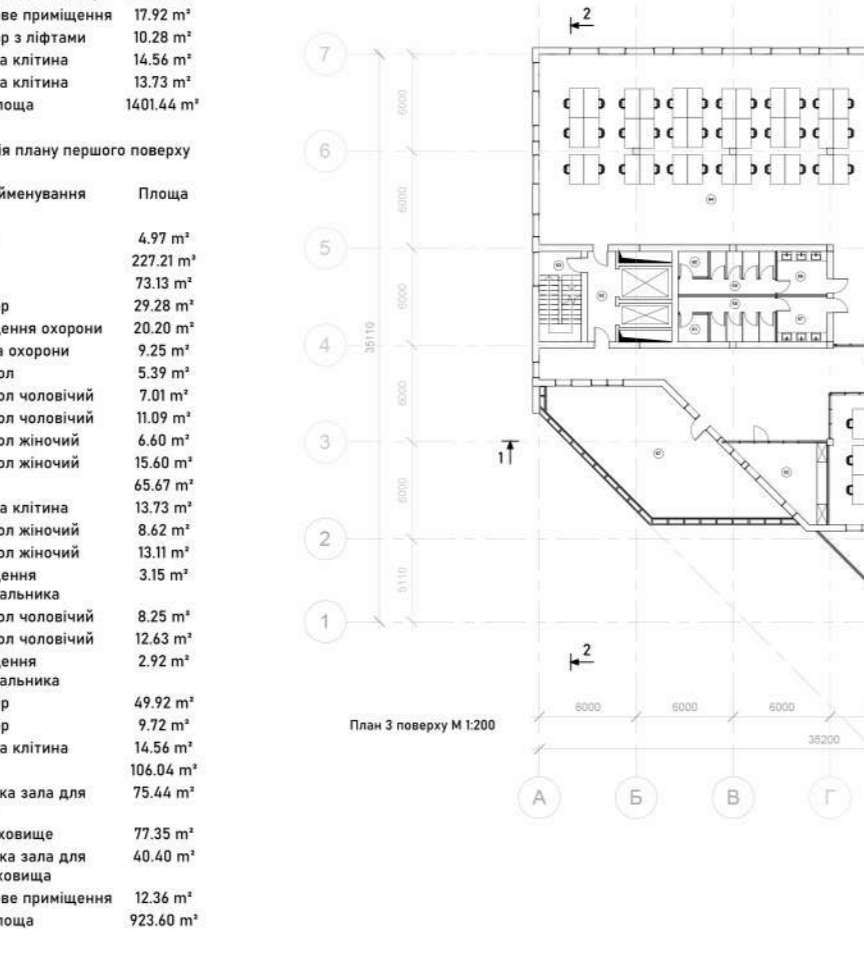 ве приміщення 17.92 m²
р з ліфтами 10.28 m²
а клітина 14.56 m²
а клітина 13.73 m²
лоща 1401.44 m²
ія плану першого поверху
йменування Площа
4.97 m²
227.21 m²
73.13 m²
р 29.28 m²
щення охорони 20.20 m²
а охорони 9.25 m²
ол 5.39 m²
ол чоловічий 7.01 m²
ол чоловічий 11.09 m²
ол жіночий 6.60 m²
ол жіночий 15.60 m²
65.67 m²
а клітина 13.73 m²
ол жіночий 8.62 m²
ол жіночий 13.11 m²
щення 3.15 m²
альника
ол чоловічий 8.25 m²
ол чоловічий 12.63 m²
щення 2.92 m²
альника
р 49.92 m²
р 9.72 m²
а клітина 14.56 m²
106.04 m²
ка зала для 75.44 m²
ховище 77.35 m²
ка зала для 40.40 m²
ховища
ве приміщення 12.36 m²
лоща 923.60 m²
2
7
6000
6
6000
5
6000
4
35110
6000
3
1
6000
2
5110
1
2
План 3 поверху М 1:200
6000 6000 6000
35200
А Б В Г